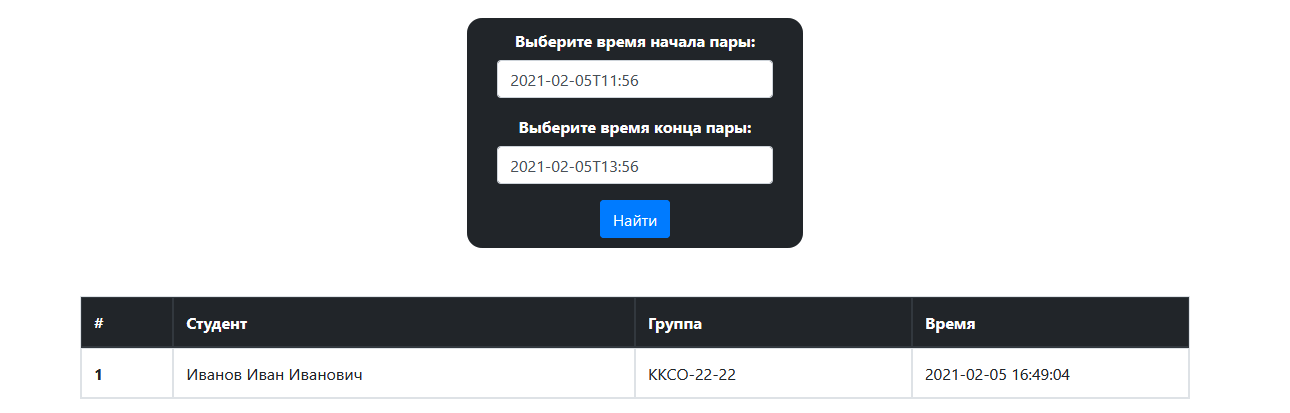 Выберите время начала пары:
2021-02-05T11:56
Выберите время конца пары:
2021-02-05T13:56
Найти
# Студент Группа Время
1 Иванов Иван Иванович ККСО-22-22 2021-02-05 16:49:04